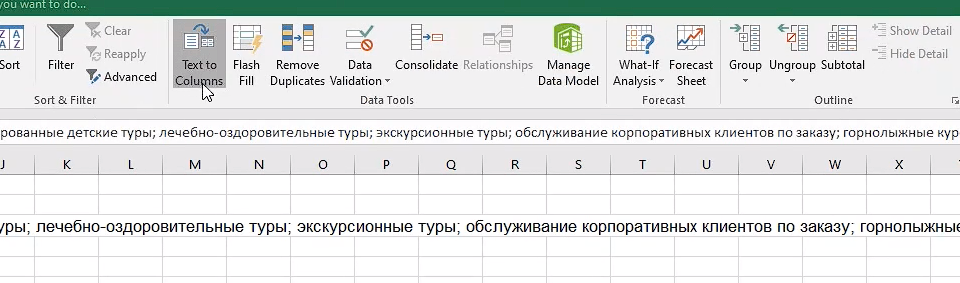 you want to do...
Sort
Filter
Clear
Reapply
Advanced
Text to Columns
Flash Fill
Remove Duplicates
Data Validation
Consolidate
Relationships
Manage Data Model
What-If Analysis
Forecast Sheet
Group
Ungroup
Subtotal
Show Detail
Hide Detail
Sort & Filter
Data Tools
Forecast
Outline
рованные детские туры; лечебно-оздоровительные туры; экскурсионные туры; обслуживание корпоративных клиентов по заказу; горнолыжные кур
J K L M N O P Q R S T U V W X
уры; лечебно-оздоровительные туры; экскурсионные туры; обслуживание корпоративных клиентов по заказу; горнолыжные